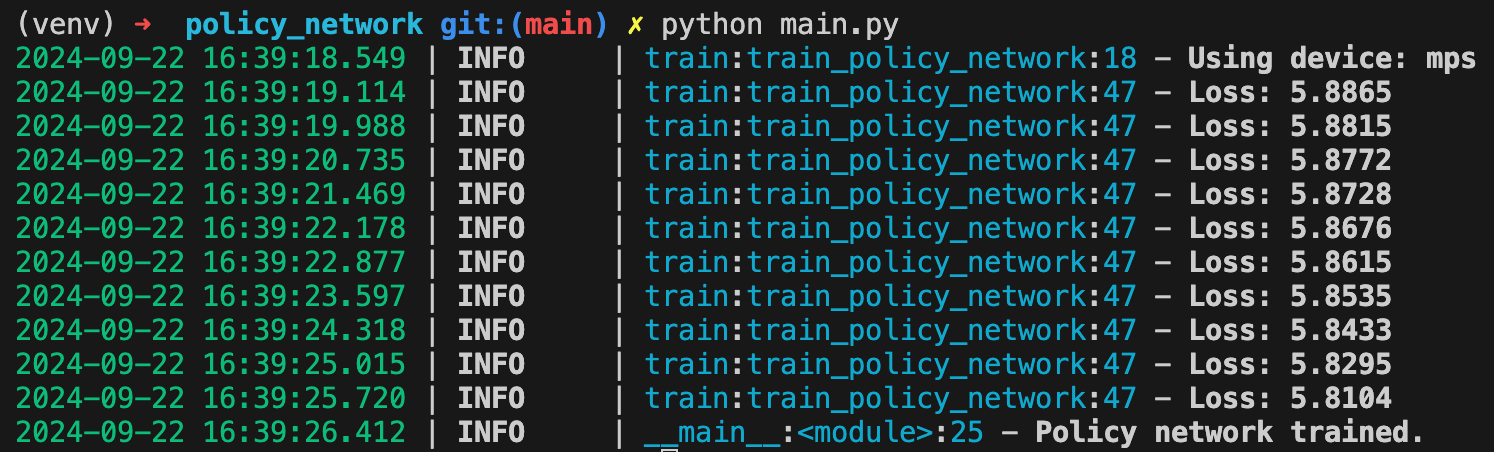 (venv) → policy_network git:(main) ✗ python main.py
2024-09-22 16:39:18.549 | INFO     | train:train_policy_network:18 – Using device: mps
2024-09-22 16:39:19.114 | INFO     | train:train_policy_network:47 – Loss: 5.8865
2024-09-22 16:39:19.988 | INFO     | train:train_policy_network:47 – Loss: 5.8815
2024-09-22 16:39:20.735 | INFO     | train:train_policy_network:47 – Loss: 5.8772
2024-09-22 16:39:21.469 | INFO     | train:train_policy_network:47 – Loss: 5.8728
2024-09-22 16:39:22.178 | INFO     | train:train_policy_network:47 – Loss: 5.8676
2024-09-22 16:39:22.877 | INFO     | train:train_policy_network:47 – Loss: 5.8615
2024-09-22 16:39:23.597 | INFO     | train:train_policy_network:47 – Loss: 5.8535
2024-09-22 16:39:24.318 | INFO     | train:train_policy_network:47 – Loss: 5.8433
2024-09-22 16:39:25.015 | INFO     | train:train_policy_network:47 – Loss: 5.8295
2024-09-22 16:39:25.720 | INFO     | train:train_policy_network:47 – Loss: 5.8104
2024-09-22 16:39:26.412 | INFO     | __main__:<module>:25 – Policy network trained.